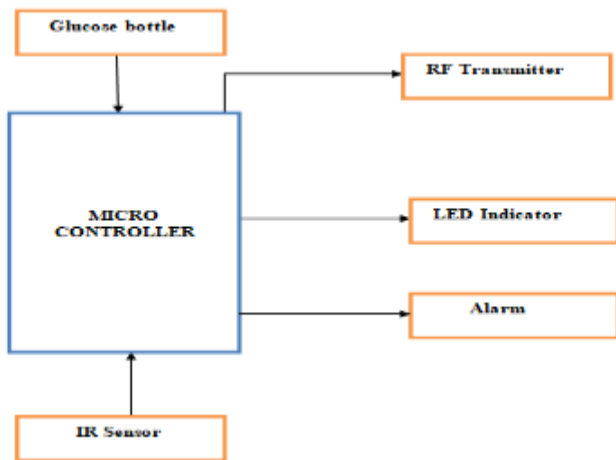 Glucose bottle
RF Transmitter
MICRO
CONTROLLER
LED Indicator
Alarm
IR Sensor